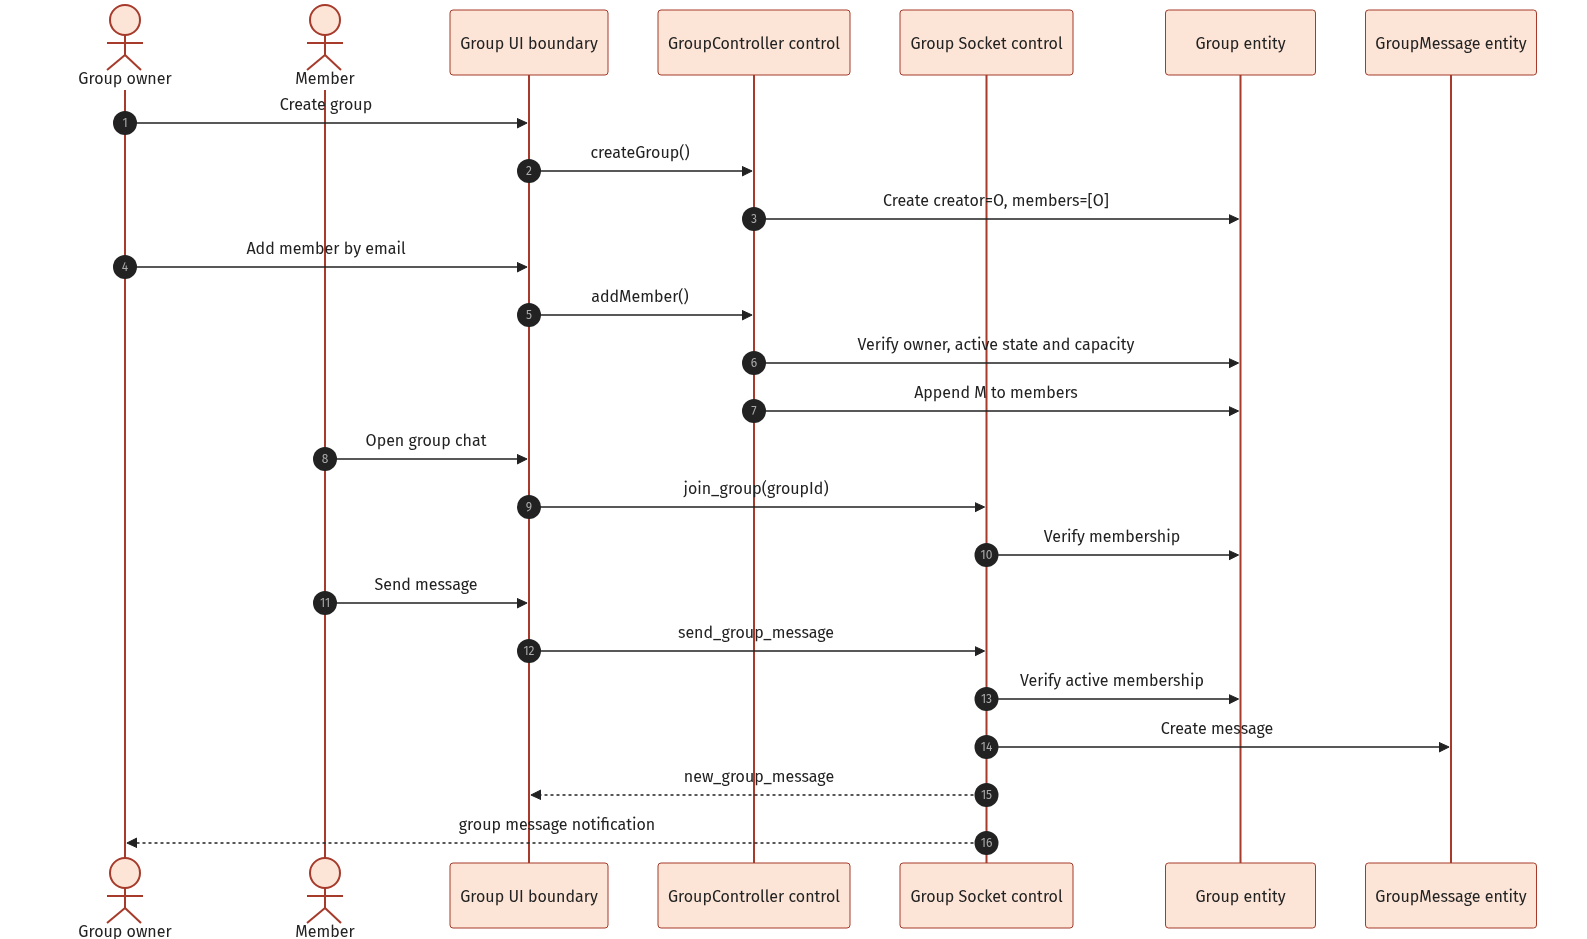 Group owner
Member
Group UI boundary
GroupController control
Group Socket control
Group entity
GroupMessage entity
Create group
1
createGroup()
2
Create creator=O, members=[O]
3
Add member by email
4
addMember()
5
Verify owner, active state and capacity
6
Append M to members
7
Open group chat
8
join_group(groupId)
9
Verify membership
10
Send message
11
send_group_message
12
Verify active membership
13
Create message
14
new_group_message
15
group message notification
16
Group owner
Member
Group UI boundary
GroupController control
Group Socket control
Group entity
GroupMessage entity